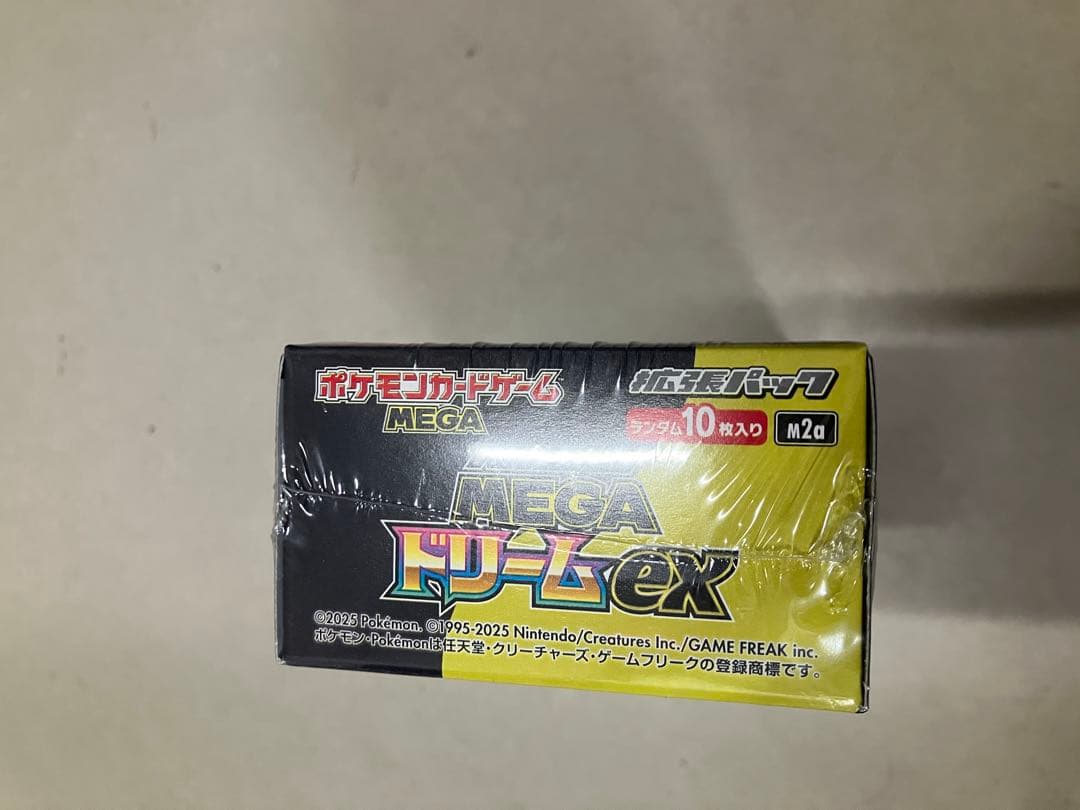 ポケモンカードゲーム
MEGA
拡張パック
ランダム10枚入り
M2a
MEGA
ドリームex
©2025 Pokémon. ©1995-2025 Nintendo/Creatures Inc./GAME FREAK inc.
ポケモン・Pokémonは任天堂・クリーチャーズ・ゲームフリークの登録商標です。